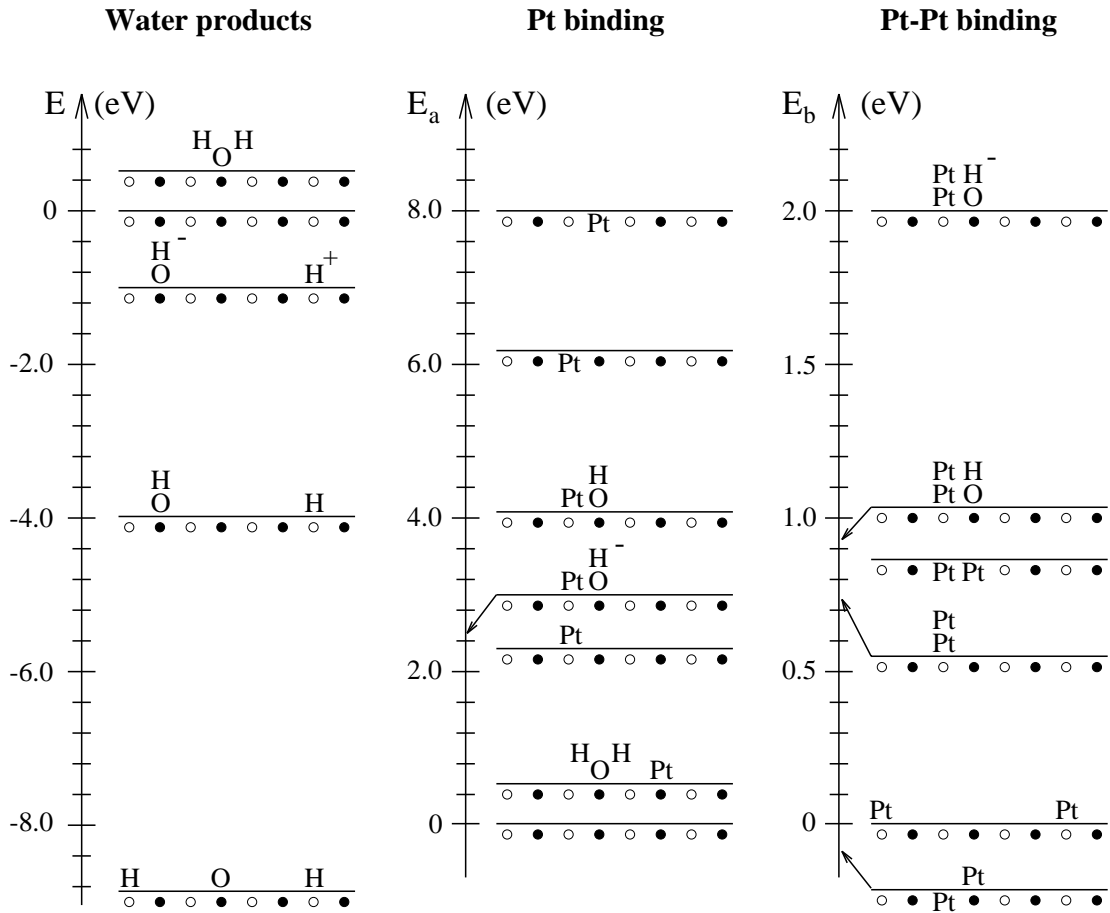 Water products
Pt binding
Pt-Pt binding
E (eV)
H H
O
0
H -
O H +
-2.0
H
O H
-4.0
-6.0
-8.0
H O H
E a (eV)
8.0
Pt
6.0
Pt
H
Pt O
4.0
H -
Pt O
Pt
2.0
H H Pt
O
0
E b (eV)
Pt H -
Pt O
2.0
1.5
Pt H
Pt O
1.0
Pt Pt
Pt
Pt
0.5
Pt Pt
0
Pt
Pt